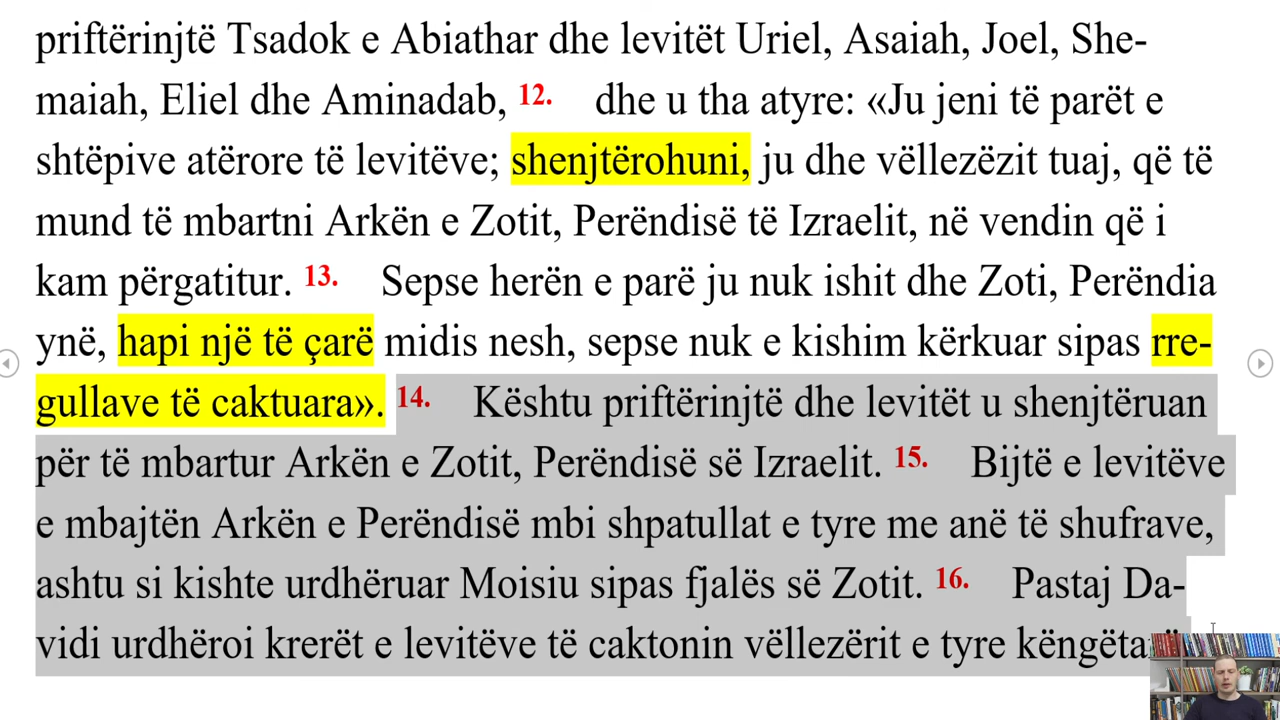 priftërinjtë Tsadok e Abiathar dhe levitët Uriel, Asaiah, Joel, She-
maiah, Eliel dhe Aminadab, 12. dhe u tha atyre: «Ju jeni të parët e
shtëpive atërore të levitëve; shenjtërohuni, ju dhe vëllezëzit tuaj, që të
mund të mbartni Arkën e Zotit, Perëndisë të Izraelit, në vendin që i
kam përgatitur. 13. Sepse herën e parë ju nuk ishit dhe Zoti, Perëndia
ynë, hapi një të çarë midis nesh, sepse nuk e kishim kërkuar sipas rre-
gullave të caktuara». 14. Kështu priftërinjtë dhe levitët u shenjtëruan
për të mbartur Arkën e Zotit, Perëndisë së Izraelit. 15. Bijtë e levitëve
e mbajtën Arkën e Perëndisë mbi shpatullat e tyre me anë të shufrave,
ashtu si kishte urdhëruar Moisiu sipas fjalës së Zotit. 16. Pastaj Da-
vidi urdhëroi krerët e levitëve të caktonin vëllezërit e tyre